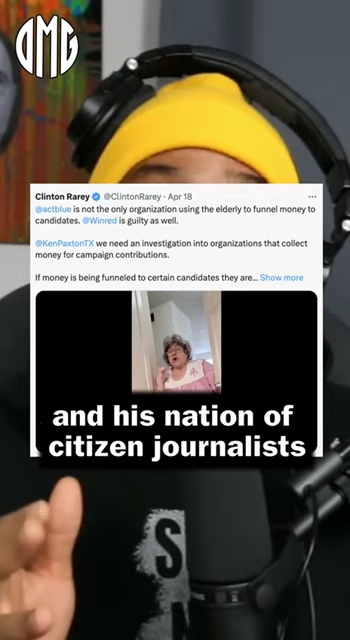 OMG
Clinton Rarey @ClintonRarey · Apr 18 ...
@actblue is not the only organization using the elderly to funnel money to
candidates. @Winred is guilty as well.
@KenPaxtonTX we need an investigation into organizations that collect
money for campaign contributions.
If money is being funneled to certain candidates they are... Show more
and his nation of
citizen journalists
S